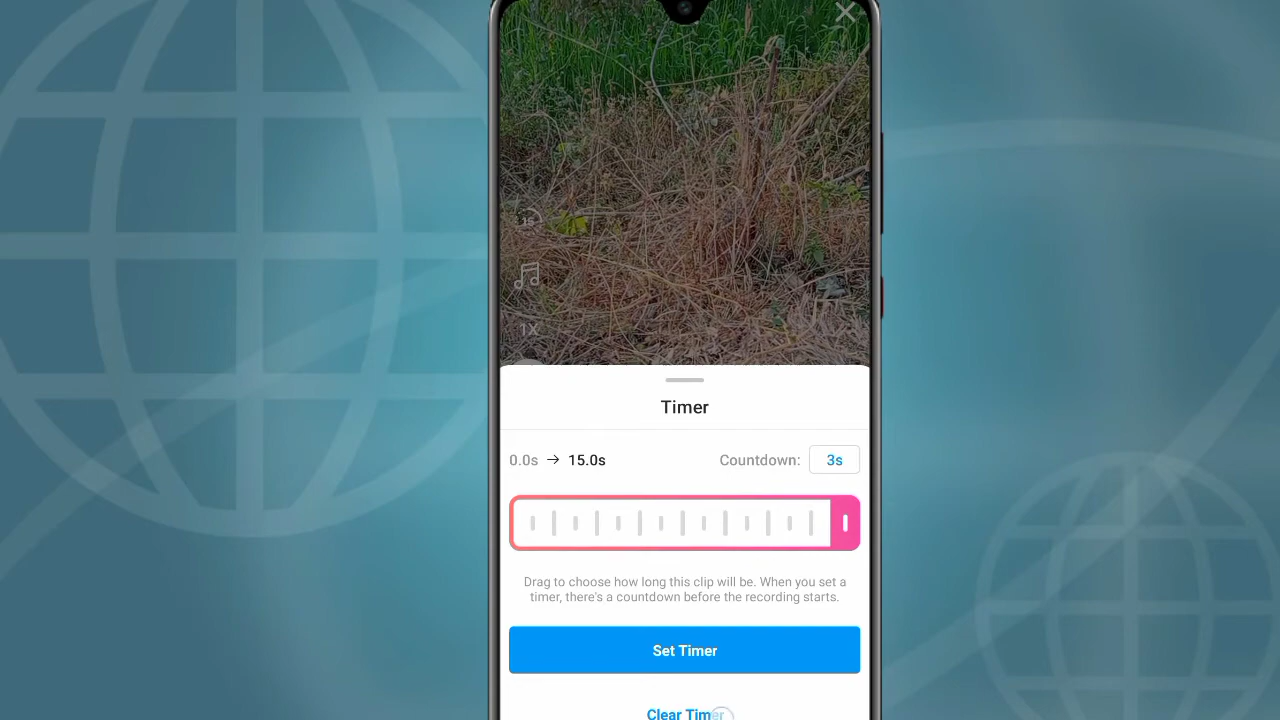 15
1X
Timer
0.0s → 15.0s Countdown: 3s
Drag to choose how long this clip will be. When you set a
timer, there's a countdown before the recording starts.
Set Timer
Clear Timer